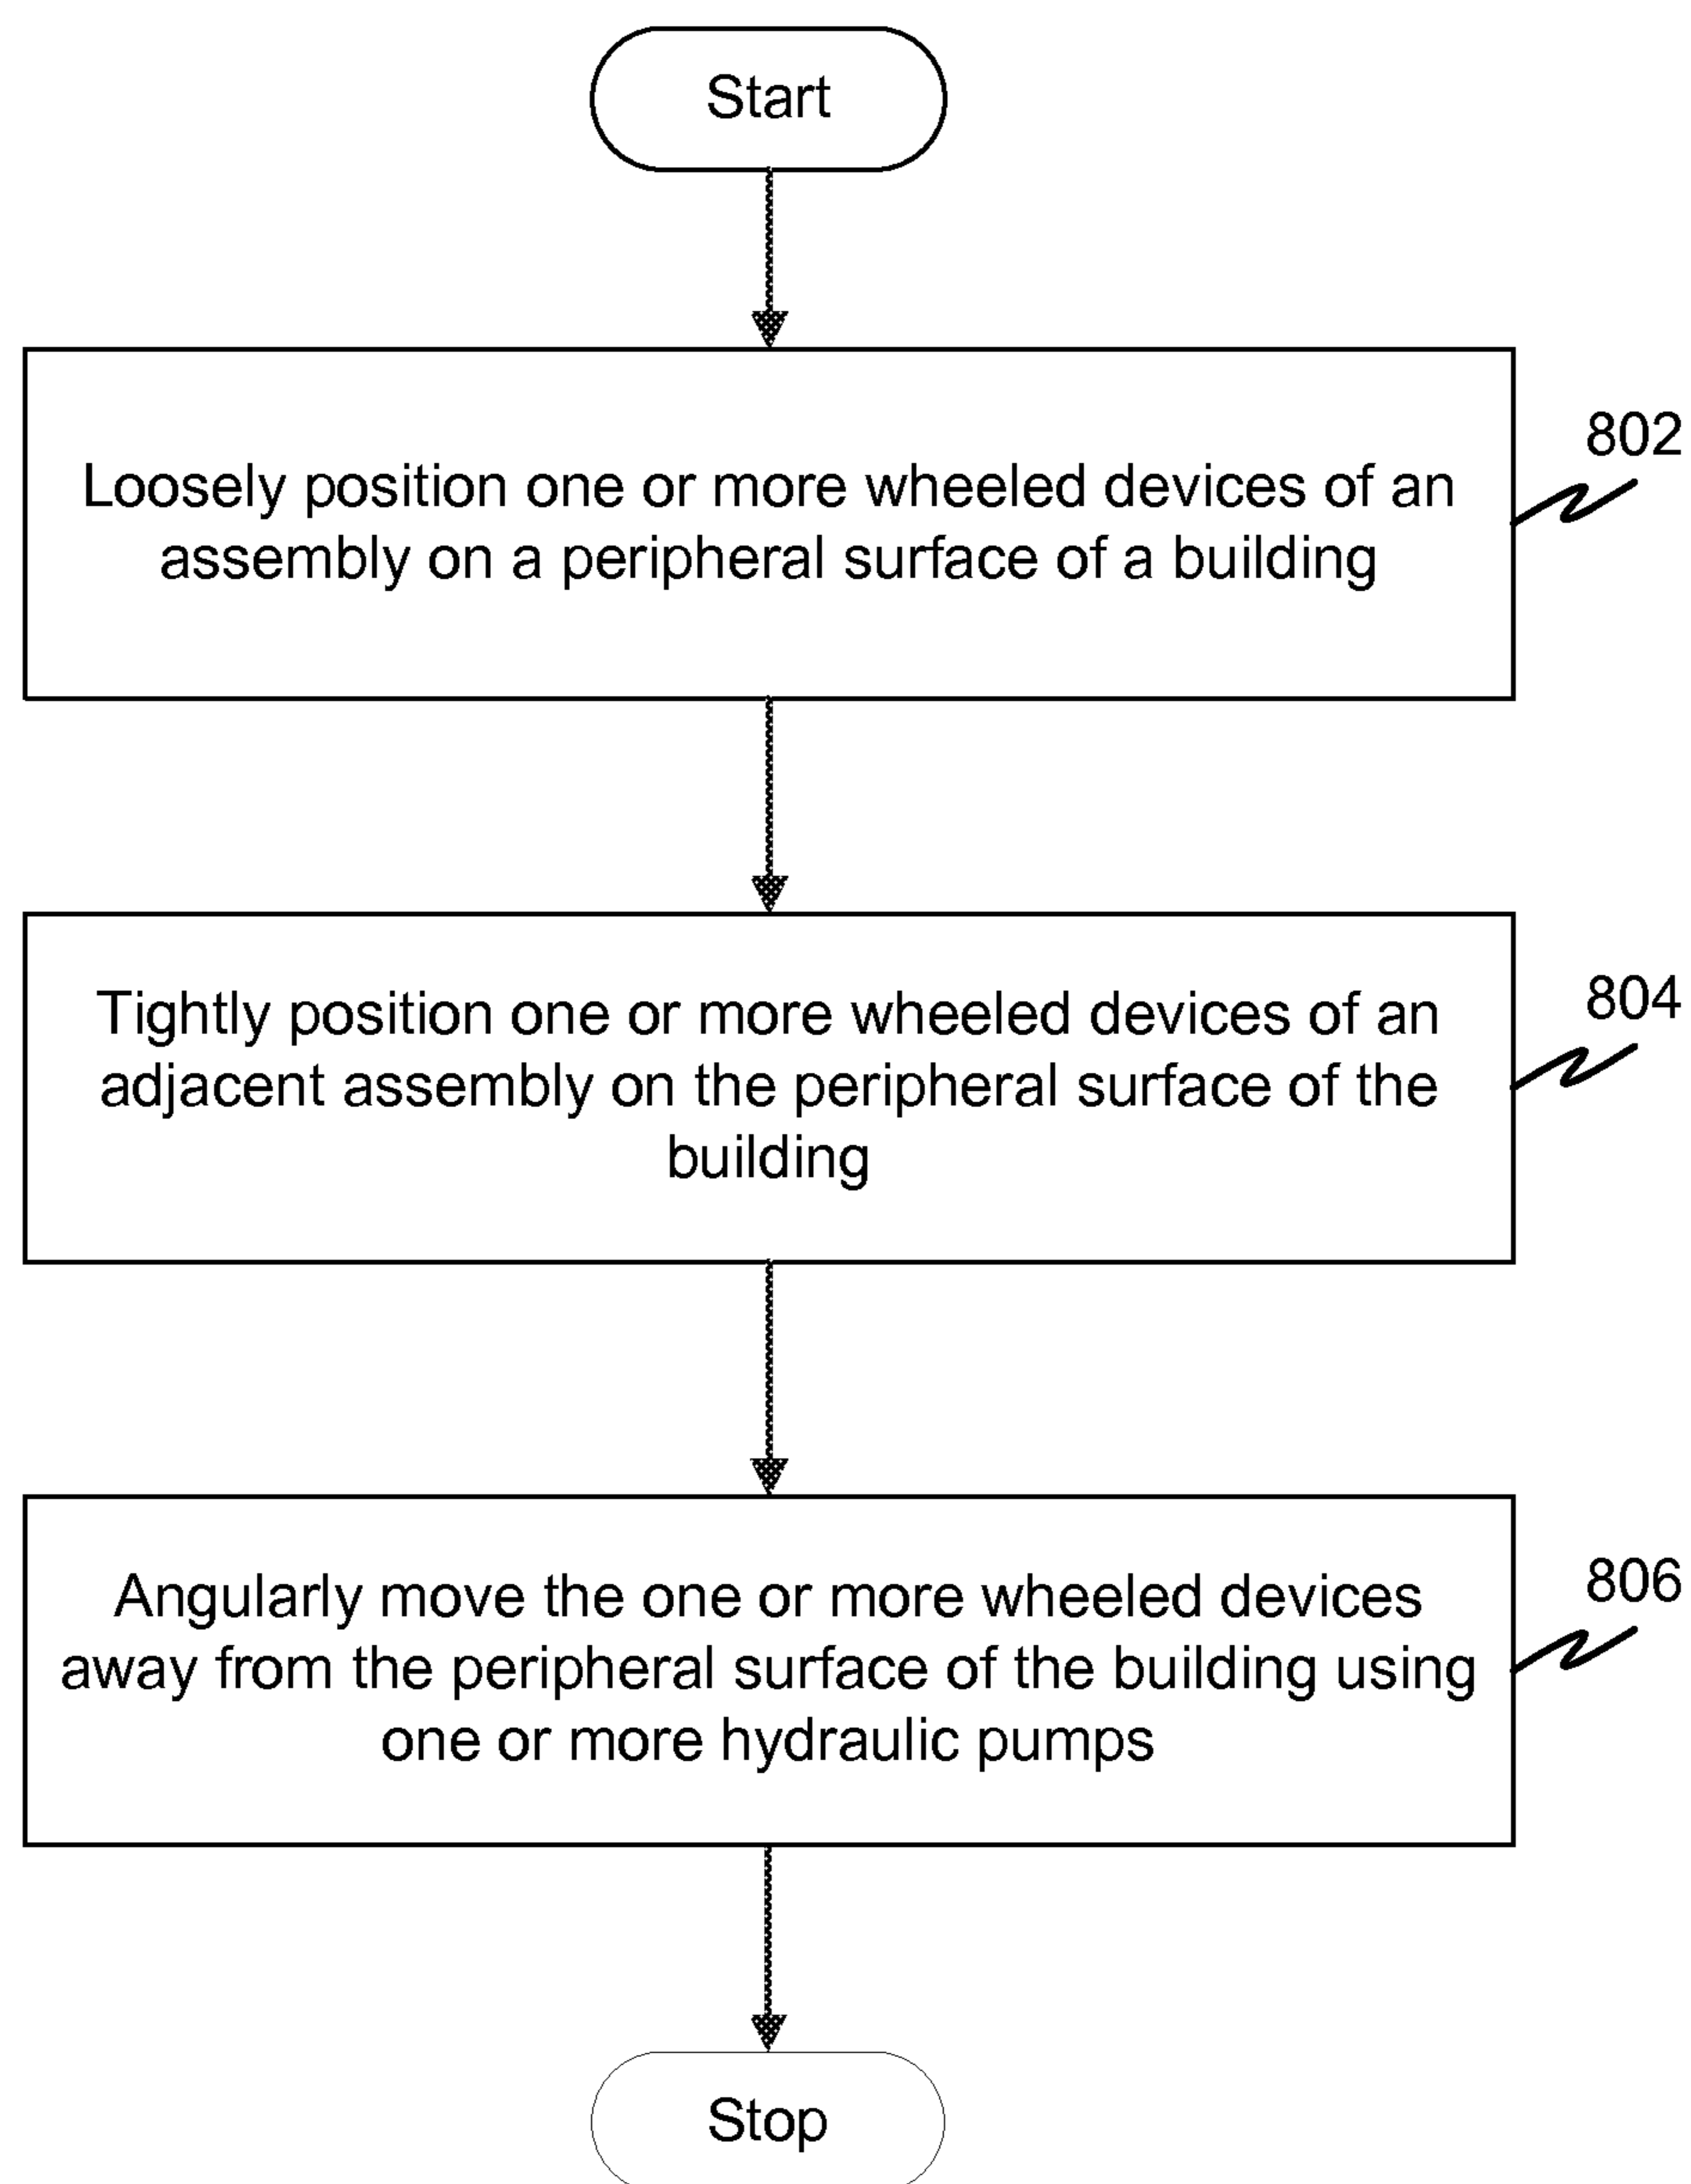 Start
802
Loosely position one or more wheeled devices of an
assembly on a peripheral surface of a building
804
Tightly position one or more wheeled devices of an
adjacent assembly on the peripheral surface of the
building
806
Angularly move the one or more wheeled devices
away from the peripheral surface of the building using
one or more hydraulic pumps
Stop